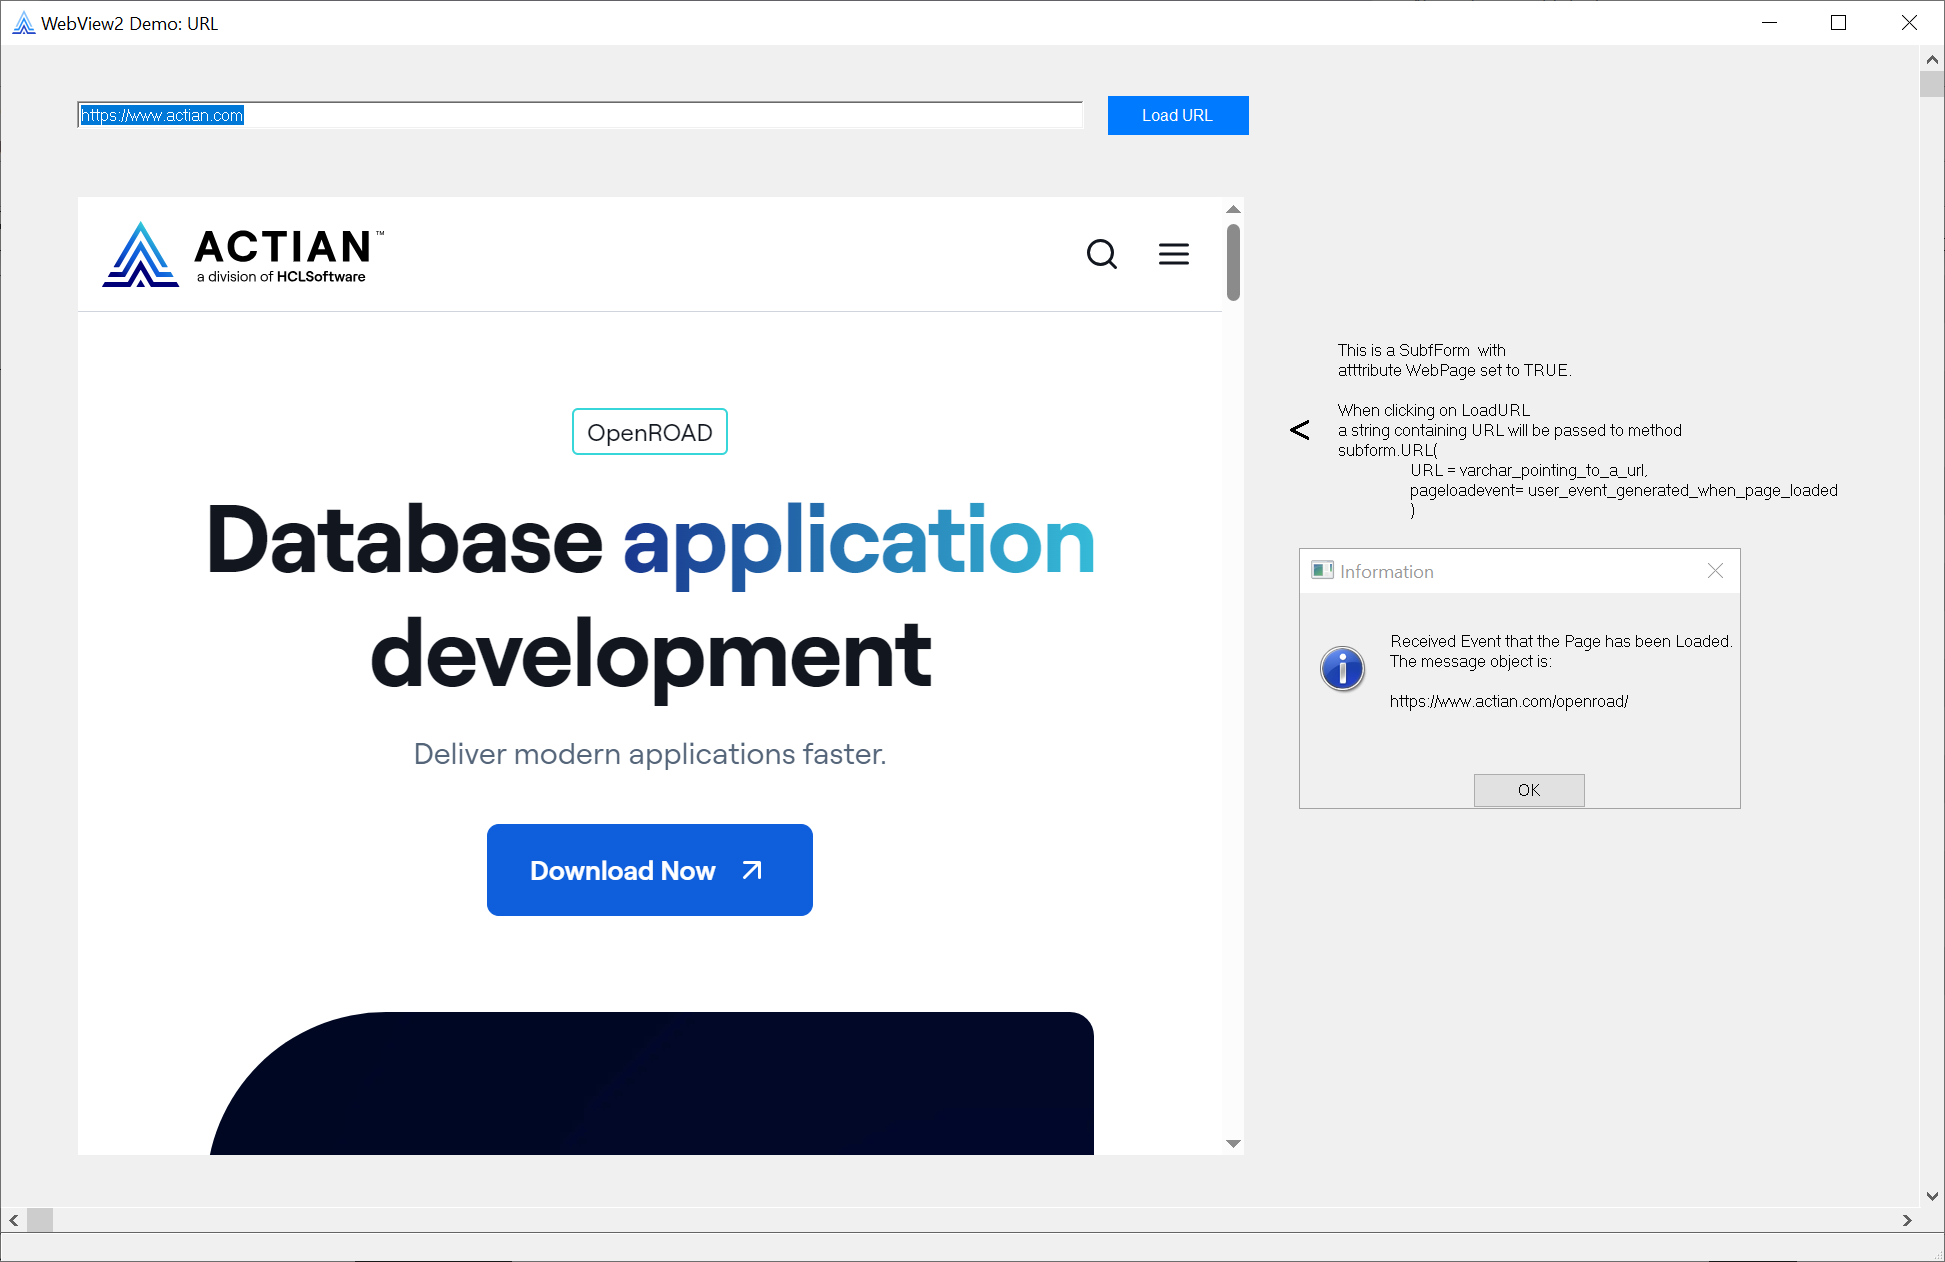 WebView2 Demo: URL
https://www.actian.com
Load URL
ACTIAN™
a division of HCLSoftware
OpenROAD
Database application
development
Deliver modern applications faster.
Download Now
This is a SubfForm  with
atttribute WebPage set to TRUE.
When clicking on LoadURL
a string containing URL will be passed to method
subform.URL(
URL = varchar_pointing_to_a_url,
pageloadevent= user_event_generated_when_page_loaded
)
<
Information
Received Event that the Page has been Loaded.
The message object is:
https://www.actian.com/openroad/
OK